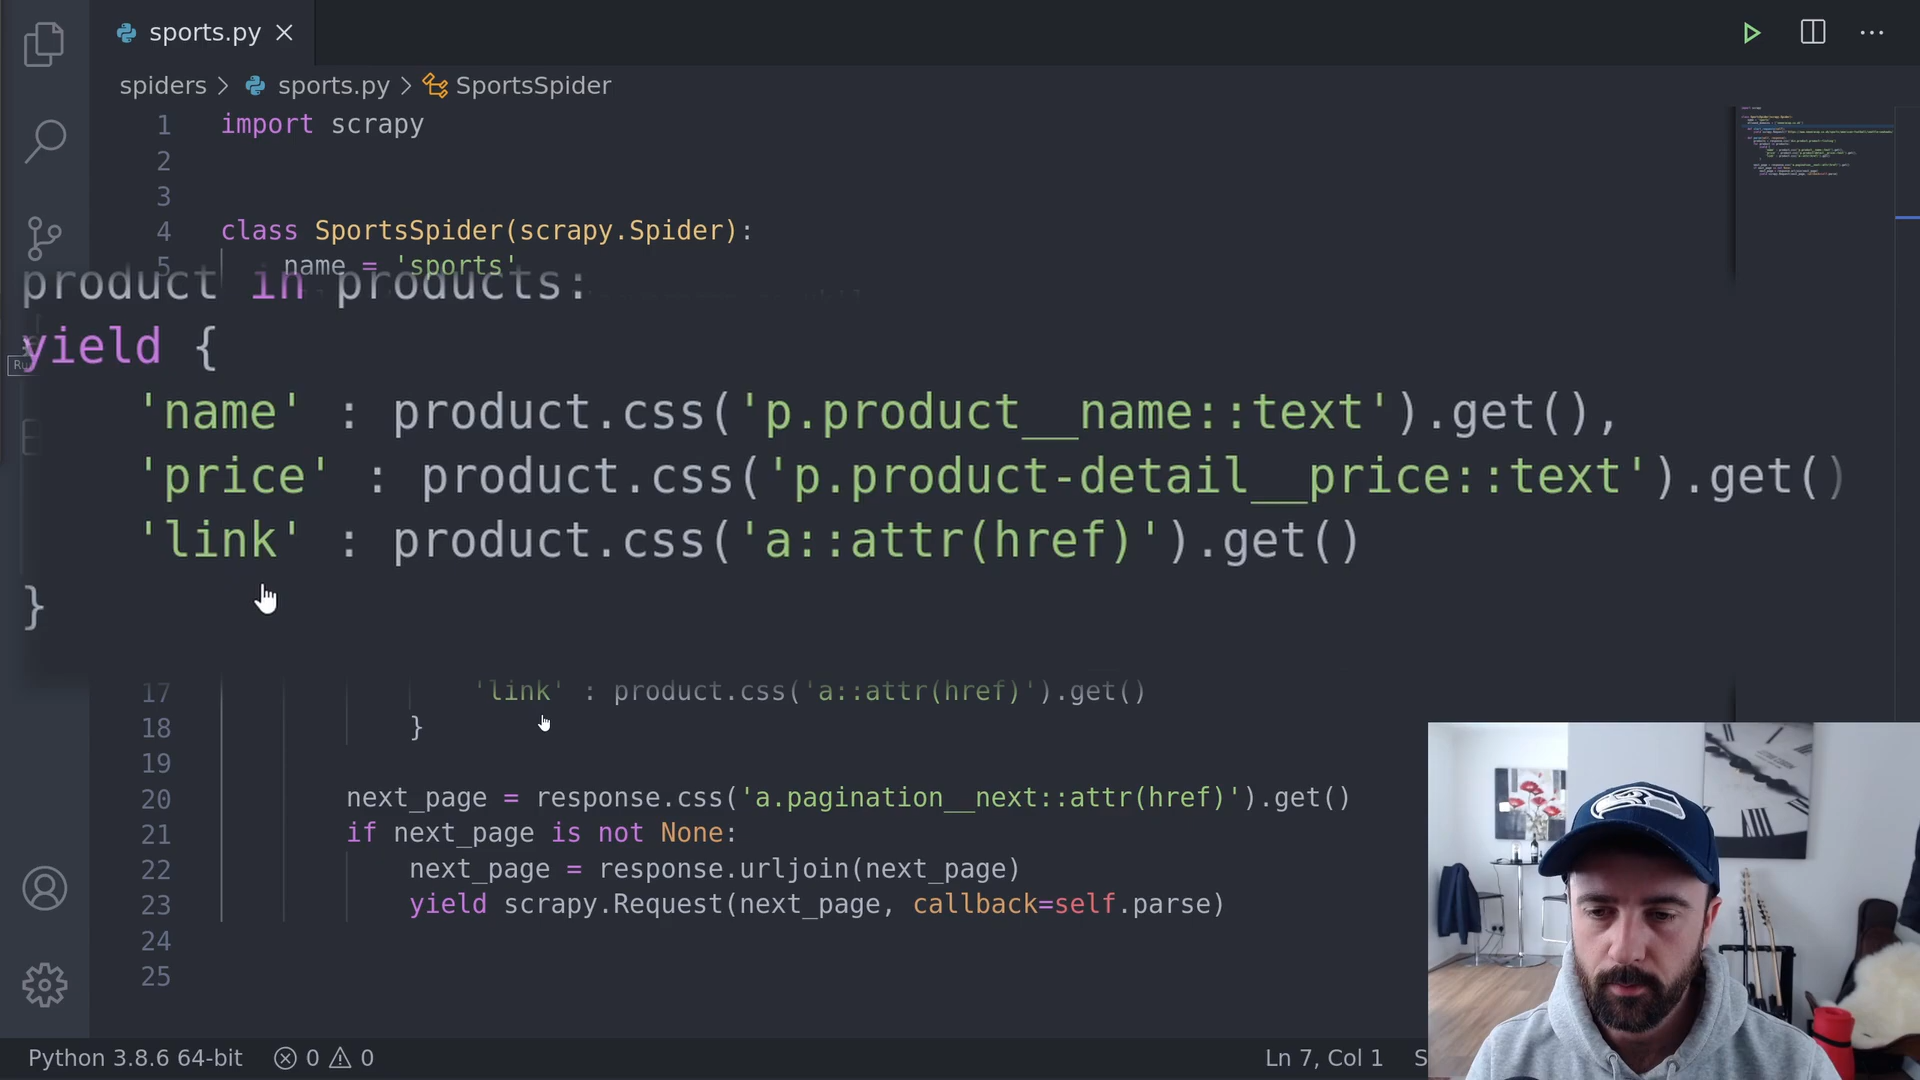 sports.py
spiders > sports.py > SportsSpider
1 import scrapy
2
3
4 class SportsSpider(scrapy.Spider):
5 name = 'sports'
product in products:
yield {
'name' : product.css('p.product__name::text').get(),
'price' : product.css('p.product-detail__price::text').get()
'link' : product.css('a::attr(href)').get()
}
17 'link' : product.css('a::attr(href)').get()
18 }
19
20 next_page = response.css('a.pagination__next::attr(href)').get()
21 if next_page is not None:
22 next_page = response.urljoin(next_page)
23 yield scrapy.Request(next_page, callback=self.parse)
24
25
Python 3.8.6 64-bit 0 0 Ln 7, Col 1 S